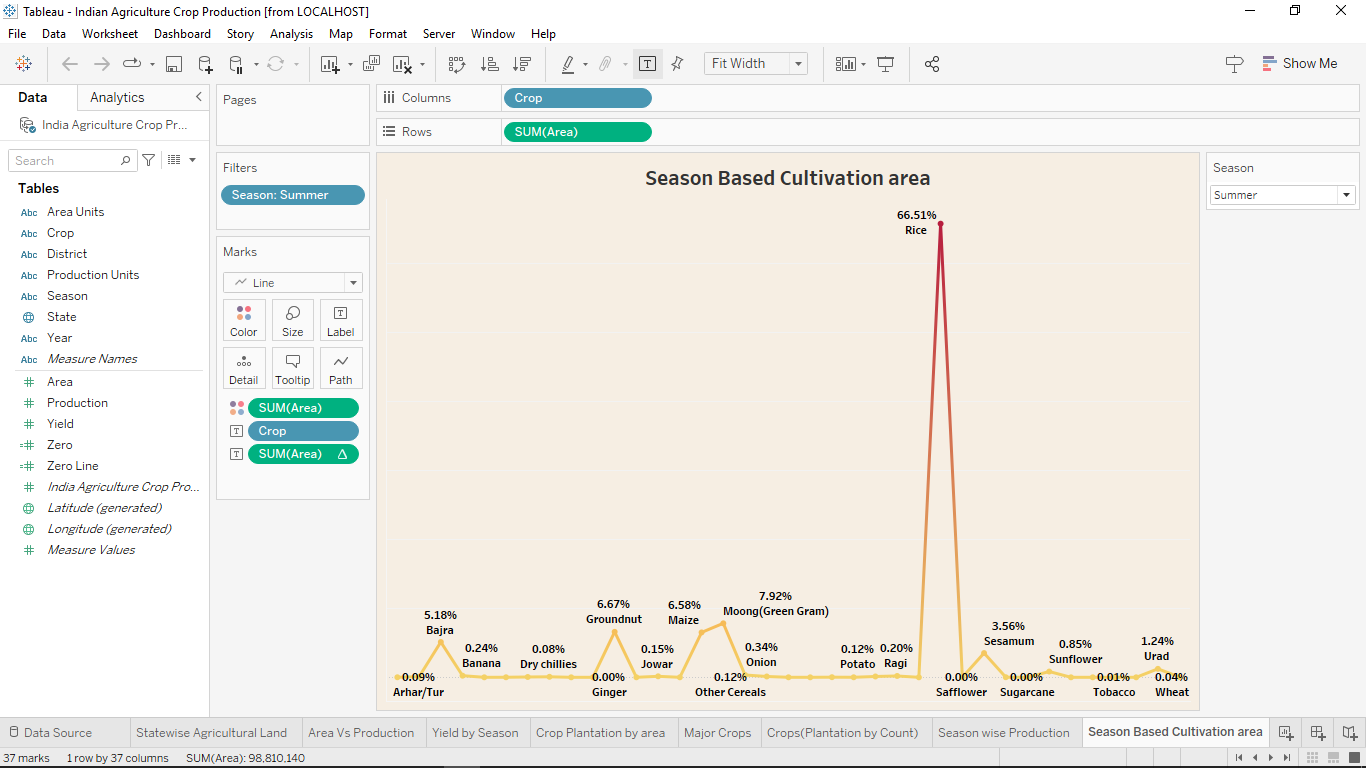 Tableau - Indian Agriculture Crop Production [from LOCALHOST]
File Data Worksheet Dashboard Story Analysis Map Format Server Window Help
Fit Width
Show Me
Data Analytics
India Agriculture Crop Pr...
Search
Tables
Abc Area Units
Abc Crop
Abc District
Abc Production Units
Abc Season
State
Abc Year
Abc Measure Names
Area
Production
Yield
Zero
Zero Line
India Agriculture Crop Pro...
Latitude (generated)
Longitude (generated)
Measure Values
Pages
Filters
Season: Summer
Marks
Line
Color Size Label
Detail Tooltip Path
SUM(Area)
Crop
SUM(Area) Δ
Columns Crop
Rows SUM(Area)
Season Based Cultivation area
66.51%
Rice
7.92%
Moong(Green Gram)
6.67%
Groundnut
6.58%
Maize
5.18%
Bajra
3.56%
Sesamum
1.24%
Urad
0.85%
Sunflower
0.24%
Banana
0.08%
Dry chillies
0.15%
Jowar
0.34%
Onion
0.12%
Potato
0.20%
Ragi
0.09%
Arhar/Tur
0.00%
Ginger
0.12%
Other Cereals
0.00%
Safflower
0.00%
Sugarcane
0.01%
Tobacco
0.04%
Wheat
Season
Summer
Data Source Statewise Agricultural Land Area Vs Production Yield by Season Crop Plantation by area Major Crops Crops(Plantation by Count) Season wise Production Season Based Cultivation area
37 marks 1 row by 37 columns SUM(Area): 98,810,140